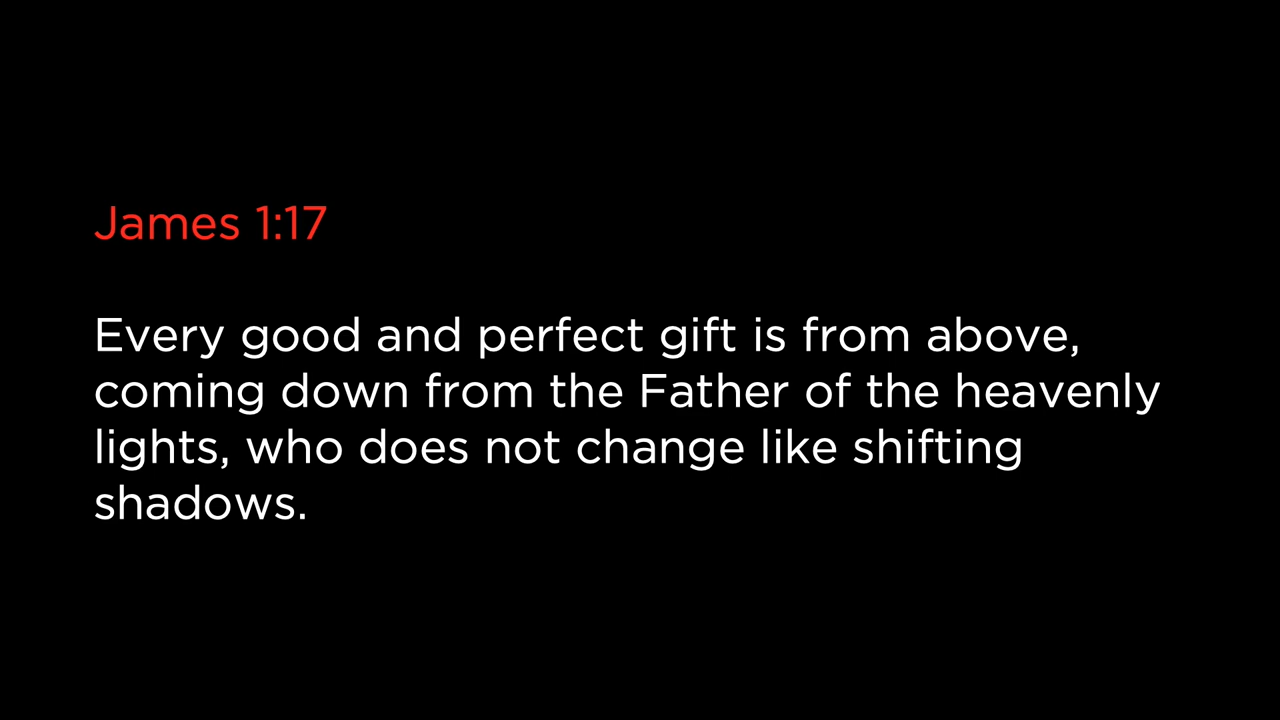 James 1:17
Every good and perfect gift is from above,
coming down from the Father of the heavenly
lights, who does not change like shifting
shadows.